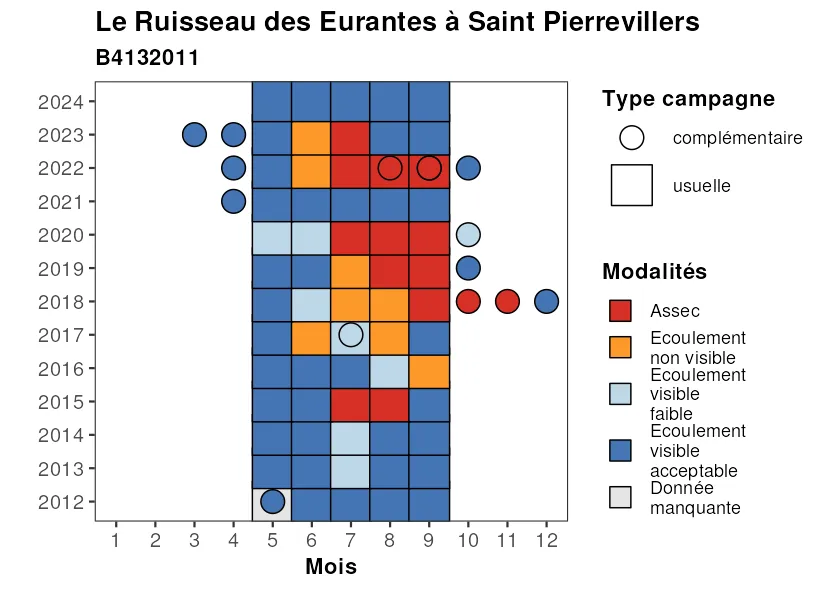 Le Ruisseau des Eurantes à Saint Pierrevillers
B4132011
2024
2023
2022
2021
2020
2019
2018
2017
2016
2015
2014
2013
2012
1 2 3 4 5 6 7 8 9 10 11 12
Mois
Type campagne
complémentaire
usuelle
Modalités
Assec
Ecoulement
non visible
Ecoulement
visible
faible
Ecoulement
visible
acceptable
Donnée
manquante